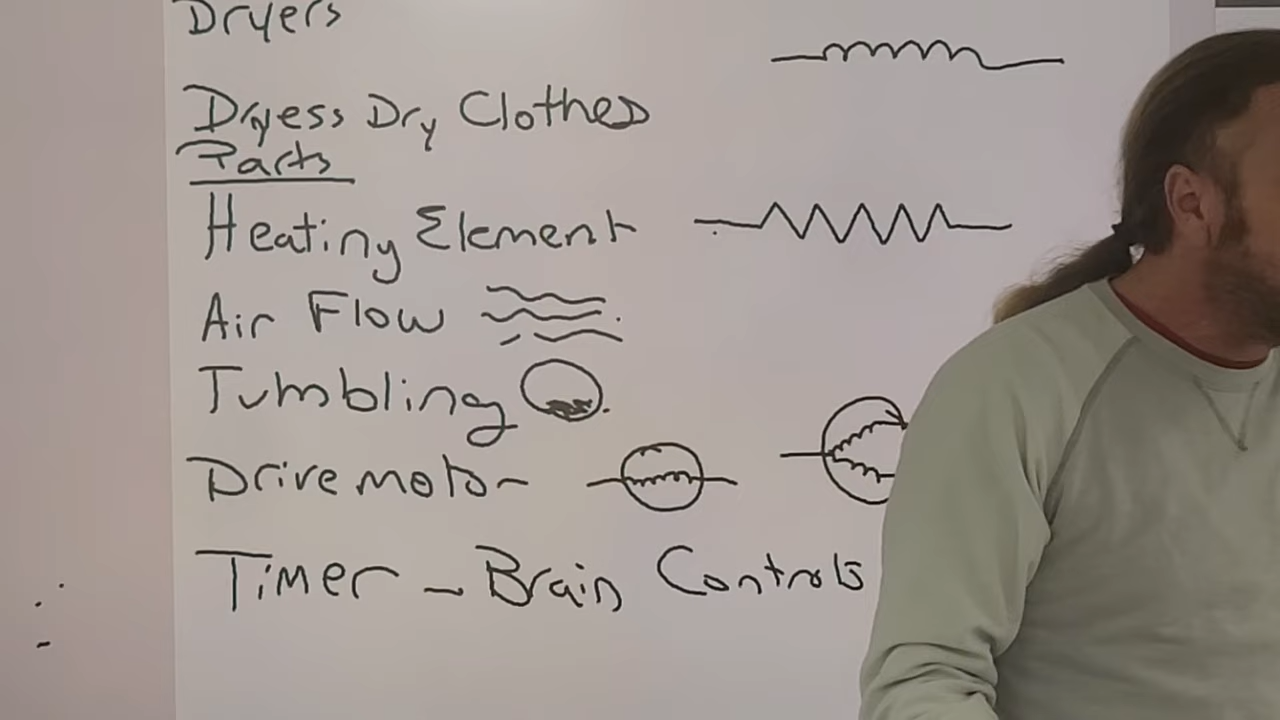 Dryers
Dryess Dry Clothes
Parts
Heating Element
Air Flow
Tumbling
Drive motor
Timer - Brain Controls